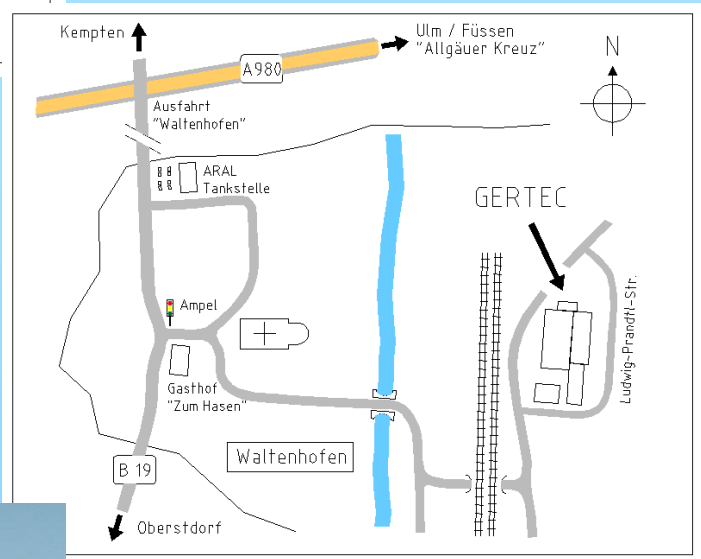 Kempten
Ulm / Füssen
"Allgäuer Kreuz"
A980
N
Ausfahrt
"Waltenhofen"
ARAL
Tankstelle
GERTEC
Ludwig-Prandtl-Str.
Ampel
Gasthof
"Zum Hasen"
Waltenhofen
B 19
Oberstdorf